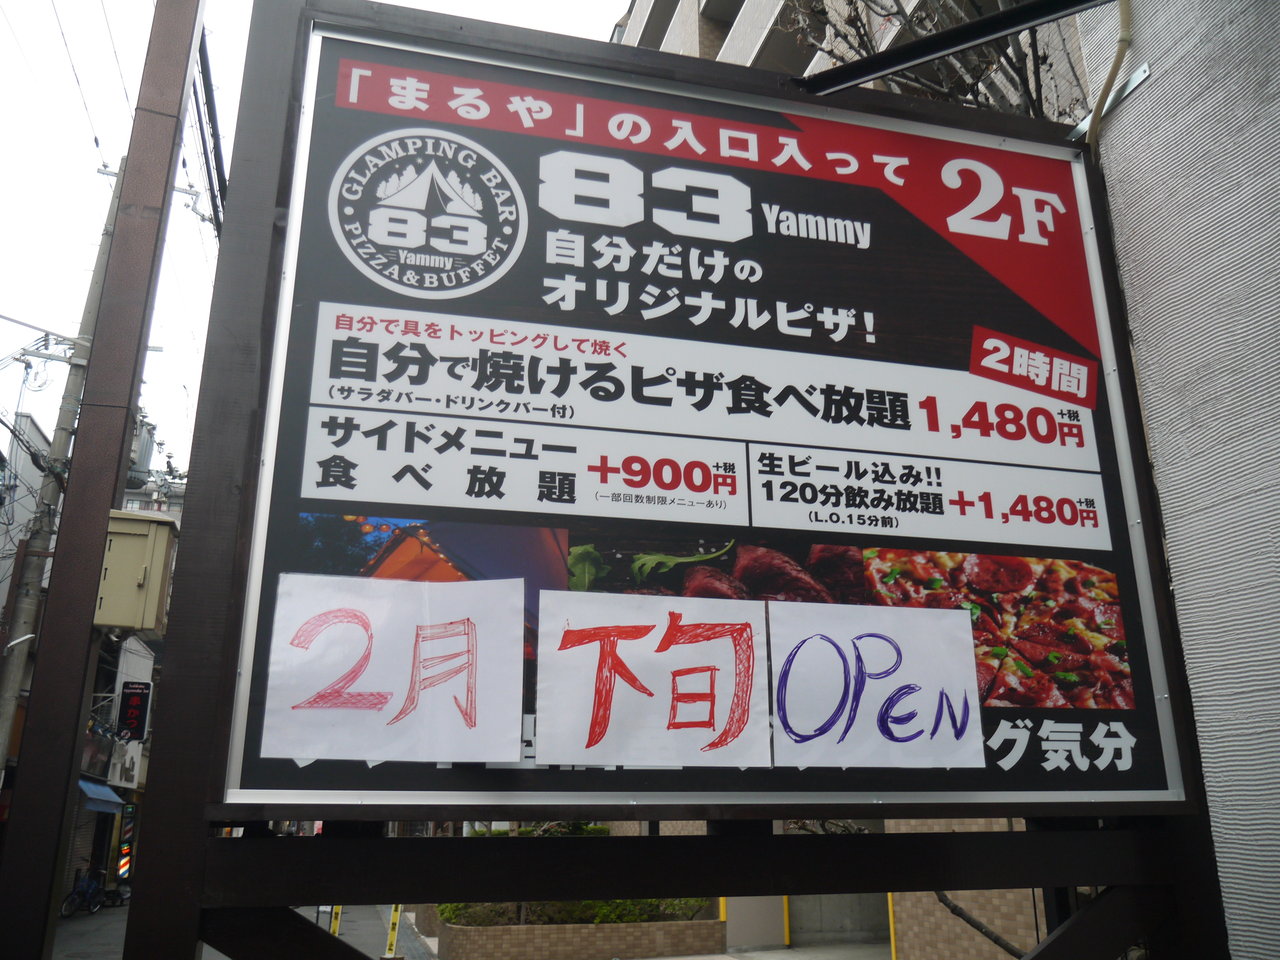 「まるや」の入口入って 2F
GLAMPING BAR
83
Yammy
PIZZA&BUFFET
83 Yammy
自分だけの
オリジナルピザ!
2時間
自分で具をトッピングして焼く
自分で焼けるピザ食べ放題 1,480円+税
(サラダバー・ドリンクバー付)
サイドメニュー
食べ放題 +900円+税
(一部回数制限メニューあり)
生ビール込み!!
120分飲み放題 +1,480円+税
(L.O.15分前)
2月 下旬 OPEN
グ気分